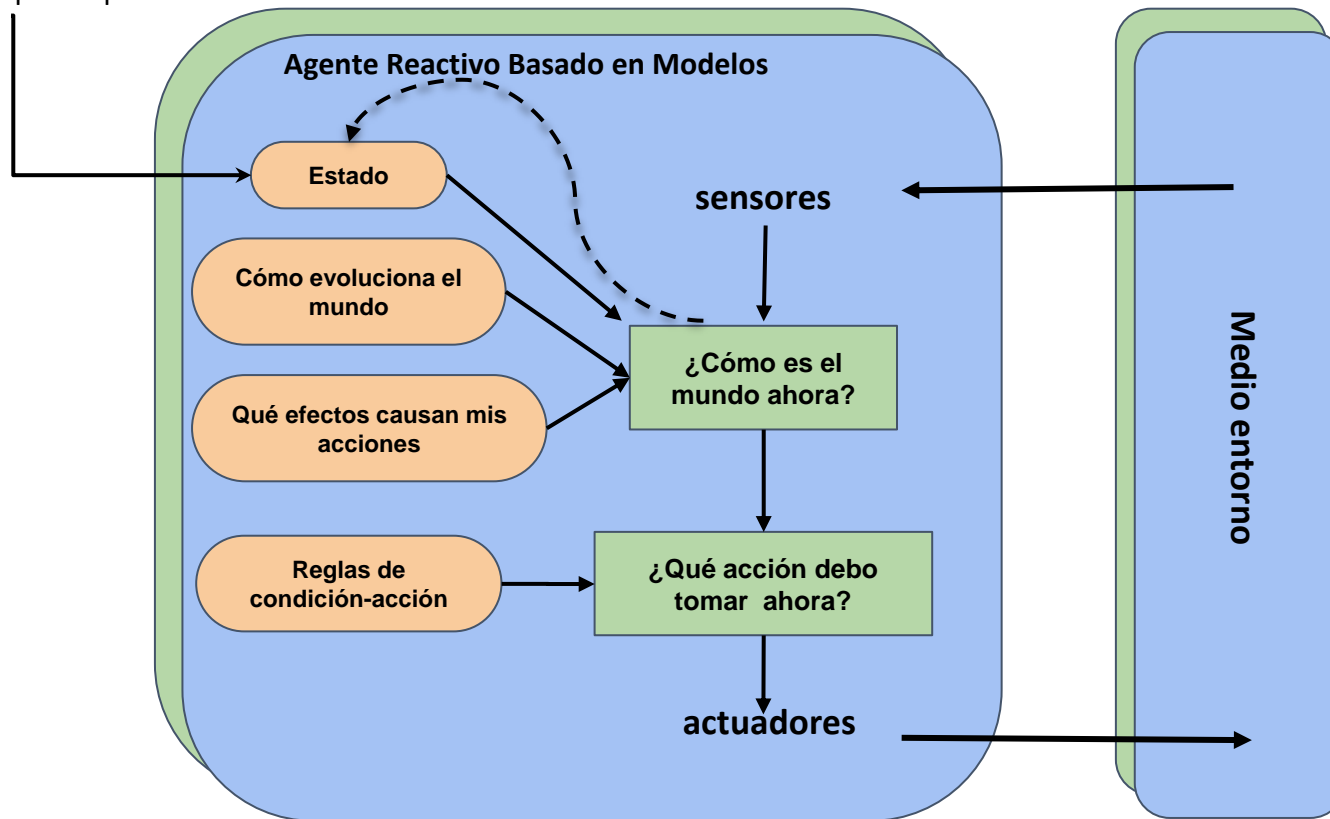 Agente Reactivo Basado en Modelos
Estado
sensores
Cómo evoluciona el
mundo
¿Cómo es el
mundo ahora?
Qué efectos causan mis
acciones
Reglas de
condición-acción
¿Qué acción debo
tomar ahora?
actuadores
Medio entorno